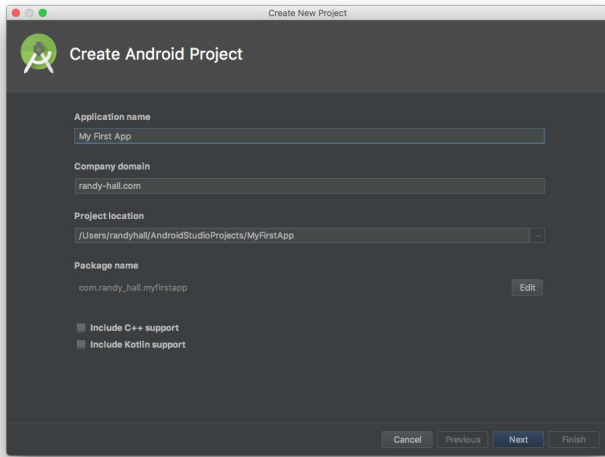 Create New Project
Create Android Project
Application name
My First App
Company domain
randy-hall.com
Project location
/Users/randyhall/AndroidStudioProjects/MyFirstApp
...
Package name
com.randy_hall.myfirstapp
Edit
Include C++ support
Include Kotlin support
Cancel Previous Next Finish